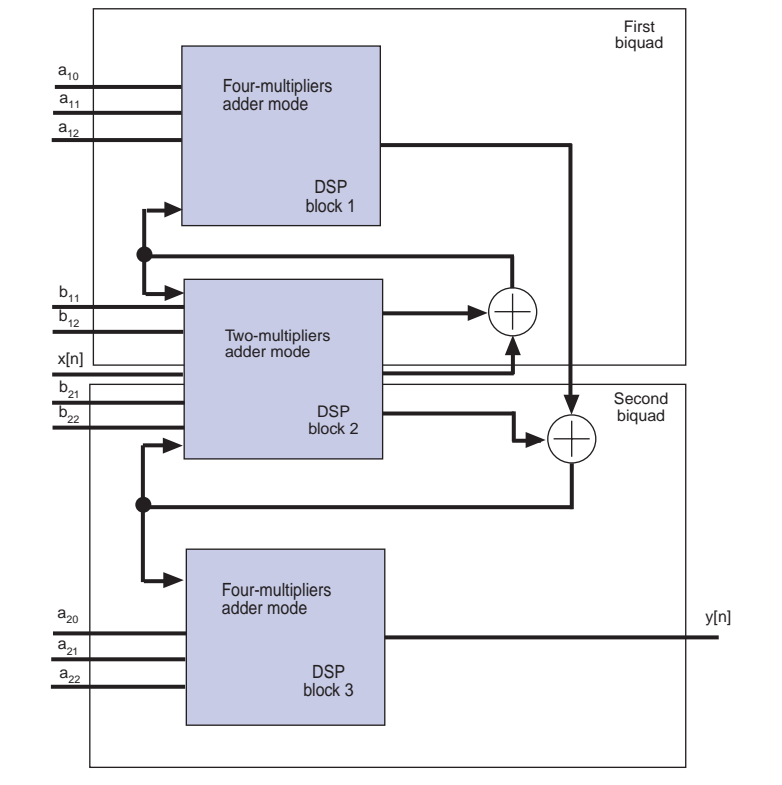 First
biquad
a10
a11
a12
Four-multipliers
adder mode
DSP
block 1
b11
b12
x[n]
b21
b22
Two-multipliers
adder mode
DSP
block 2
Second
biquad
Four-multipliers
adder mode
DSP
block 3
a20
a21
a22
y[n]